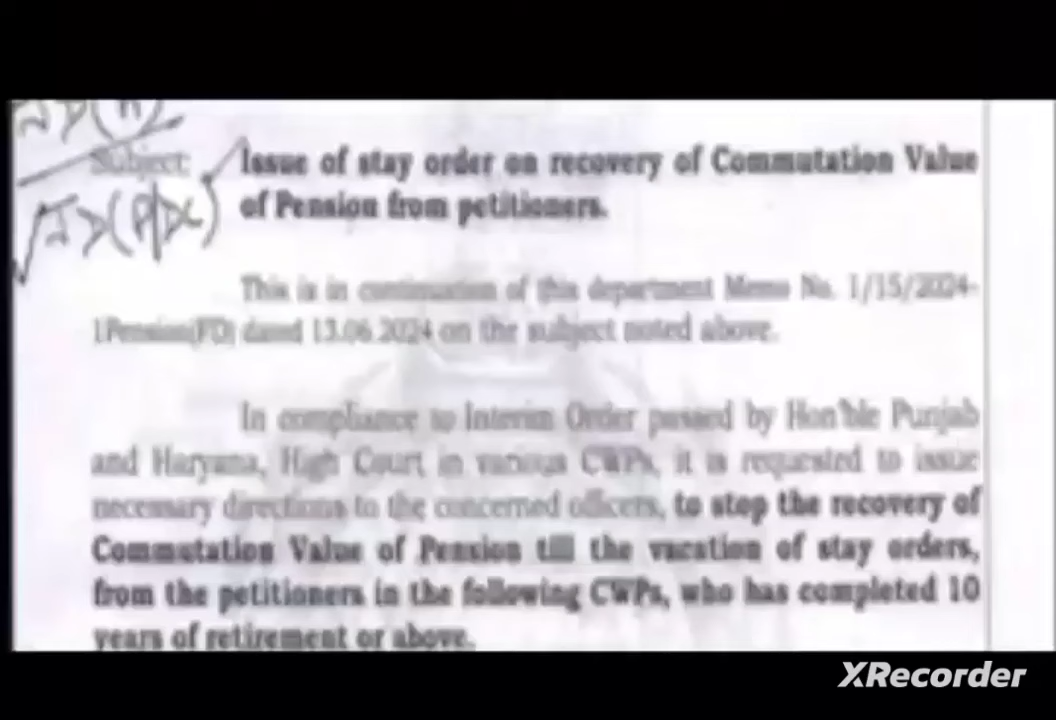 Subject: Issue of stay order on recovery of Commutation Value
of Pension from petitioners.
This is in continuation of this department Memo No. 1/15/2024-
1Pension(FD) dated 13.06.2024 on the subject noted above.
In compliance to Interim Order passed by Hon'ble Punjab
and Haryana, High Court in various CWPs, it is requested to issue
necessary directions to the concerned officers, to stop the recovery of
Commutation Value of Pension till the vacation of stay orders,
from the petitioners in the following CWPs, who has completed 10
years of retirement or above.
XRecorder